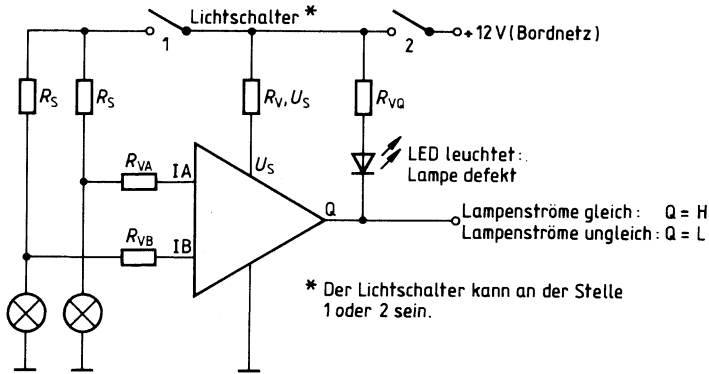 Lichtschalter *
1
2
+12V (Bordnetz)
RS
RS
RV, US
RVQ
LED leuchtet:
Lampe defekt
RVA
IA
US
Q
RVB
IB
Lampenströme gleich: Q = H
Lampenströme ungleich: Q = L
* Der Lichtschalter kann an der Stelle
1 oder 2 sein.